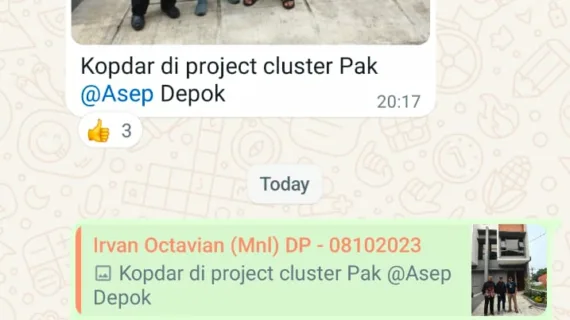 Kopdar di project cluster Pak
@Asep Depok
20:17
👍 3
Today
Irvan Octavian (Mnl) DP - 08102023
Kopdar di project cluster Pak @Asep
Depok